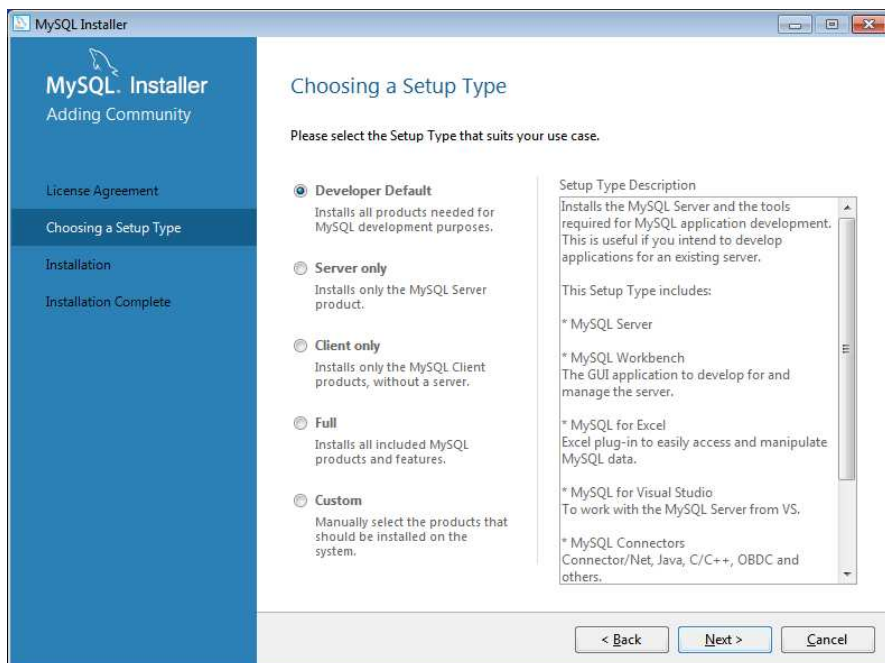 MySQL Installer
MySQL. Installer
Adding Community
License Agreement
Choosing a Setup Type
Installation
Installation Complete
Choosing a Setup Type
Please select the Setup Type that suits your use case.
Developer Default
Installs all products needed for
MySQL development purposes.
Server only
Installs only the MySQL Server
product.
Client only
Installs only the MySQL Client
products, without a server.
Full
Installs all included MySQL
products and features.
Custom
Manually select the products that
should be installed on the
system.
Setup Type Description
Installs the MySQL Server and the tools
required for MySQL application development.
This is useful if you intend to develop
applications for an existing server.
This Setup Type includes:
* MySQL Server
* MySQL Workbench
The GUI application to develop for and
manage the server.
* MySQL for Excel
Excel plug-in to easily access and manipulate
MySQL data.
* MySQL for Visual Studio
To work with the MySQL Server from VS.
* MySQL Connectors
Connector/Net, Java, C/C++, OBDC and
others.
< Back
Next >
Cancel